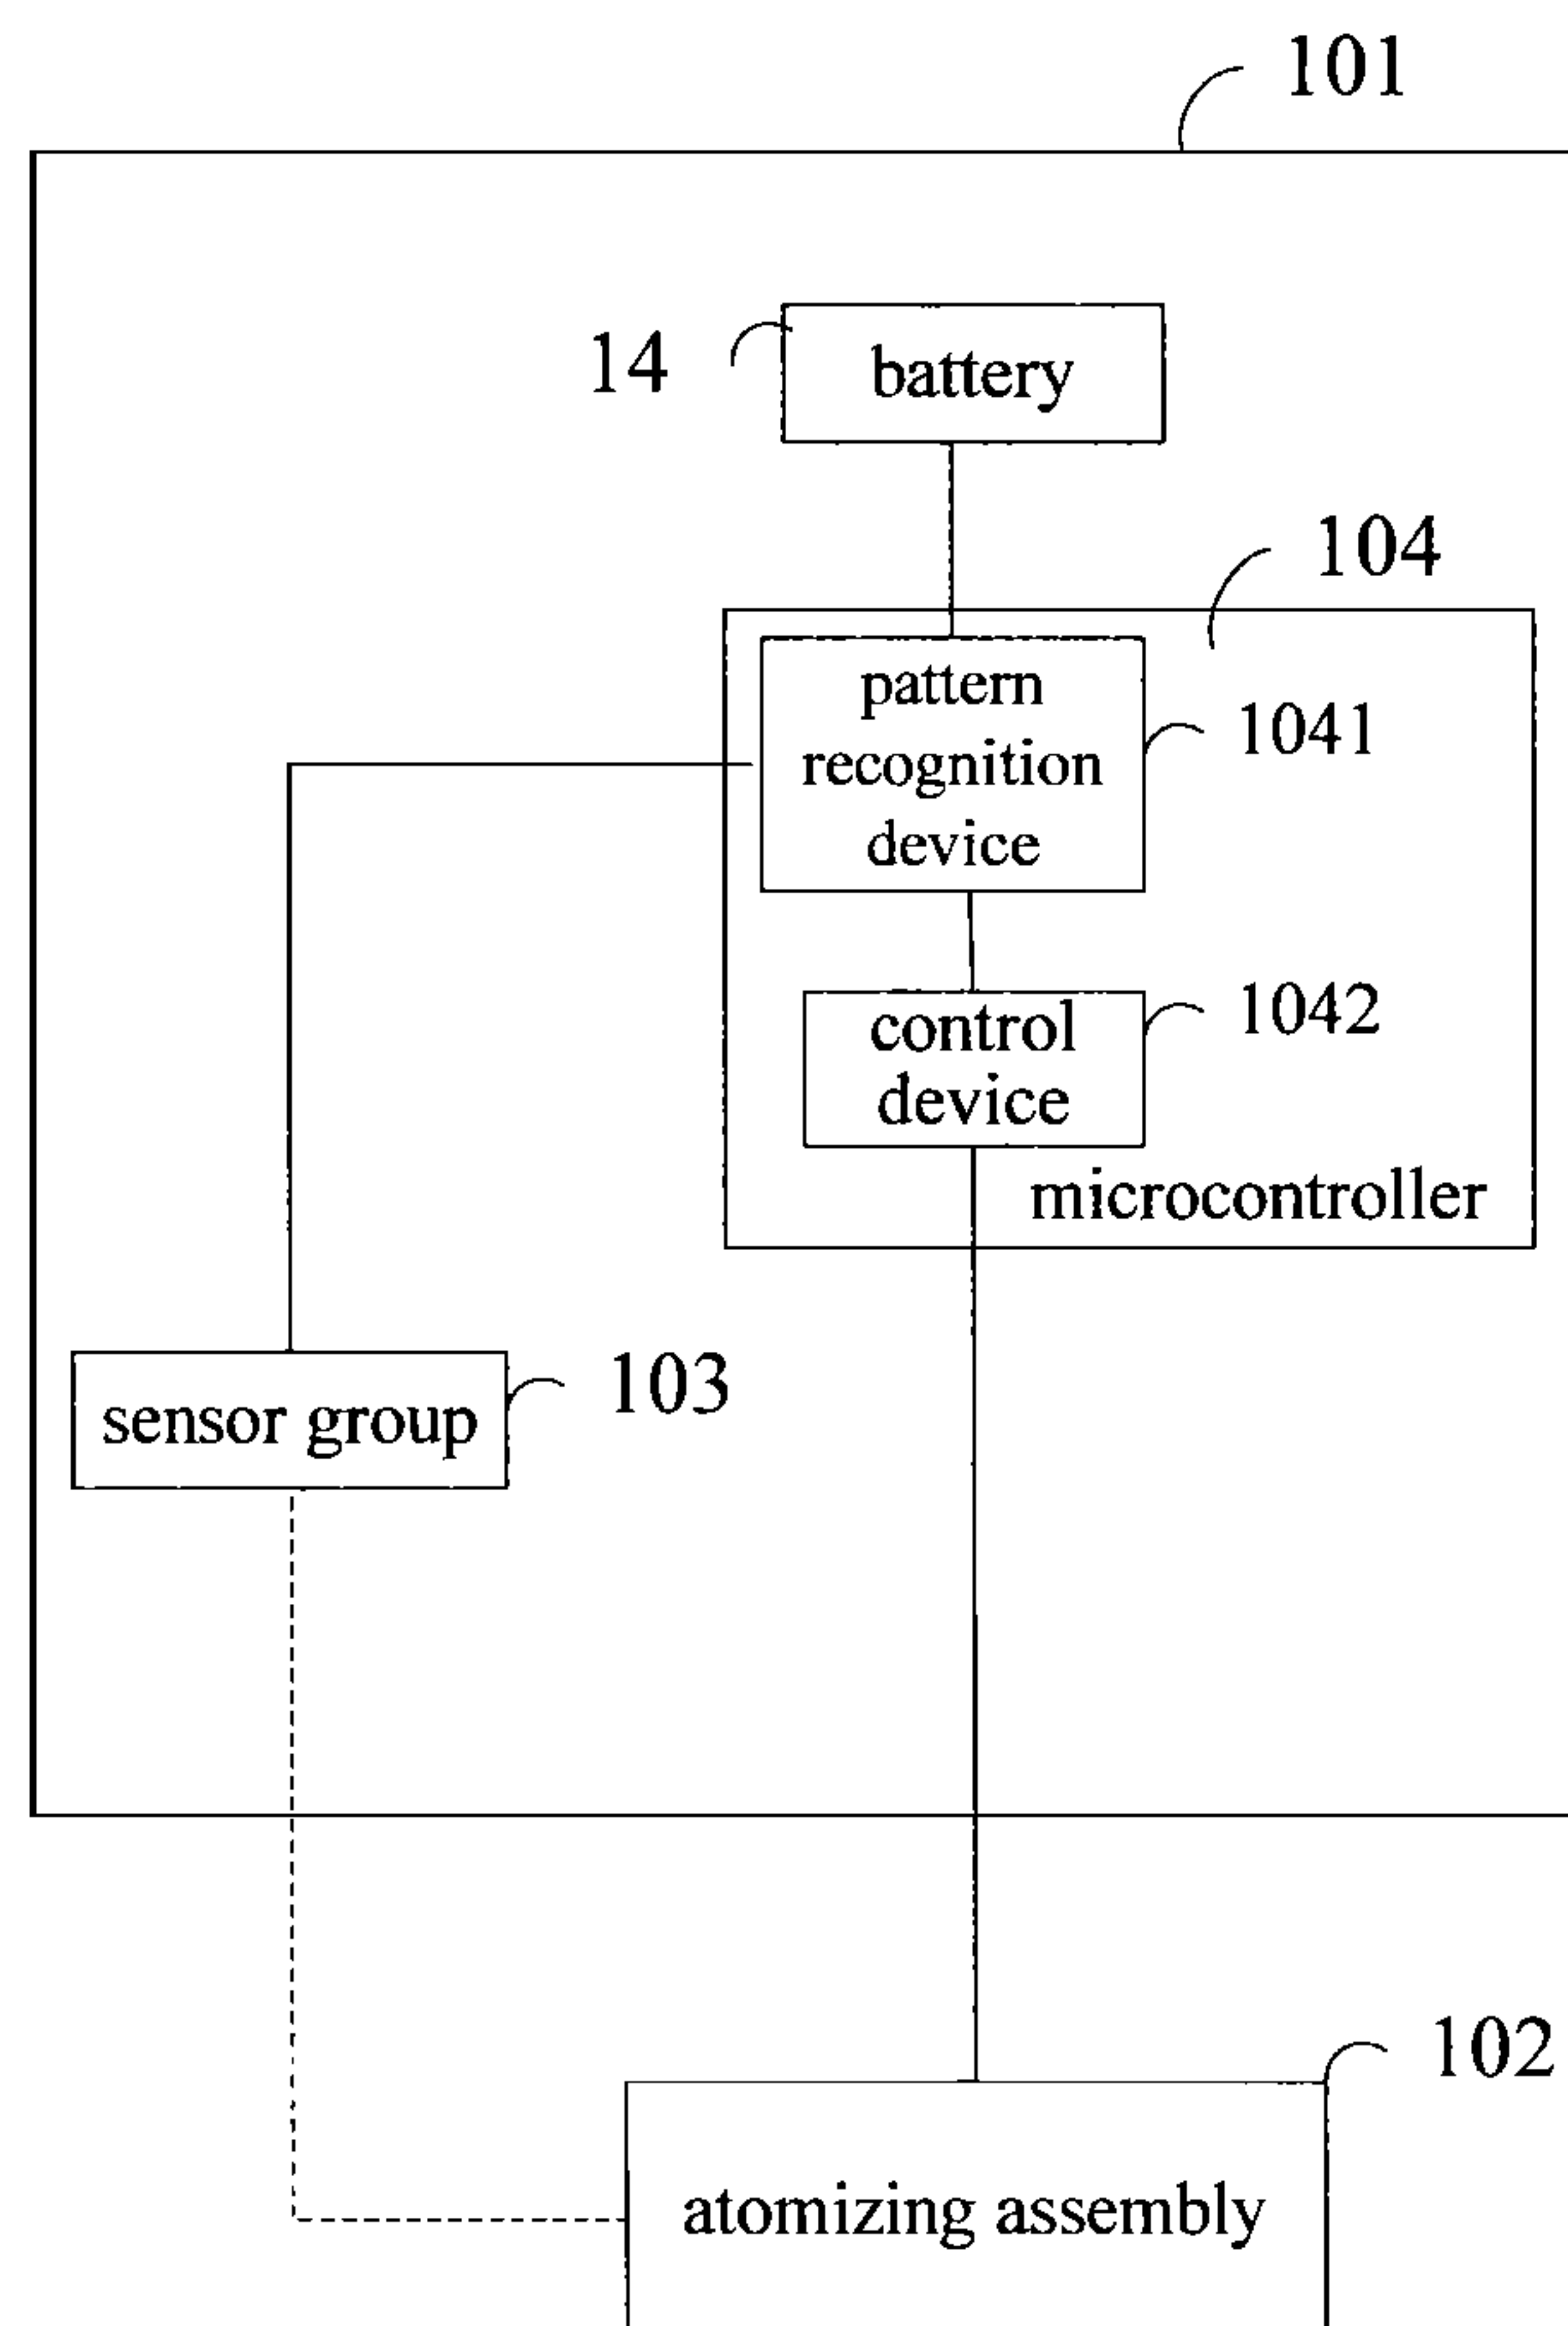 101
14
battery
104
pattern
recognition
device
1041
control
device
1042
microcontroller
sensor group
103
102
atomizing assembly